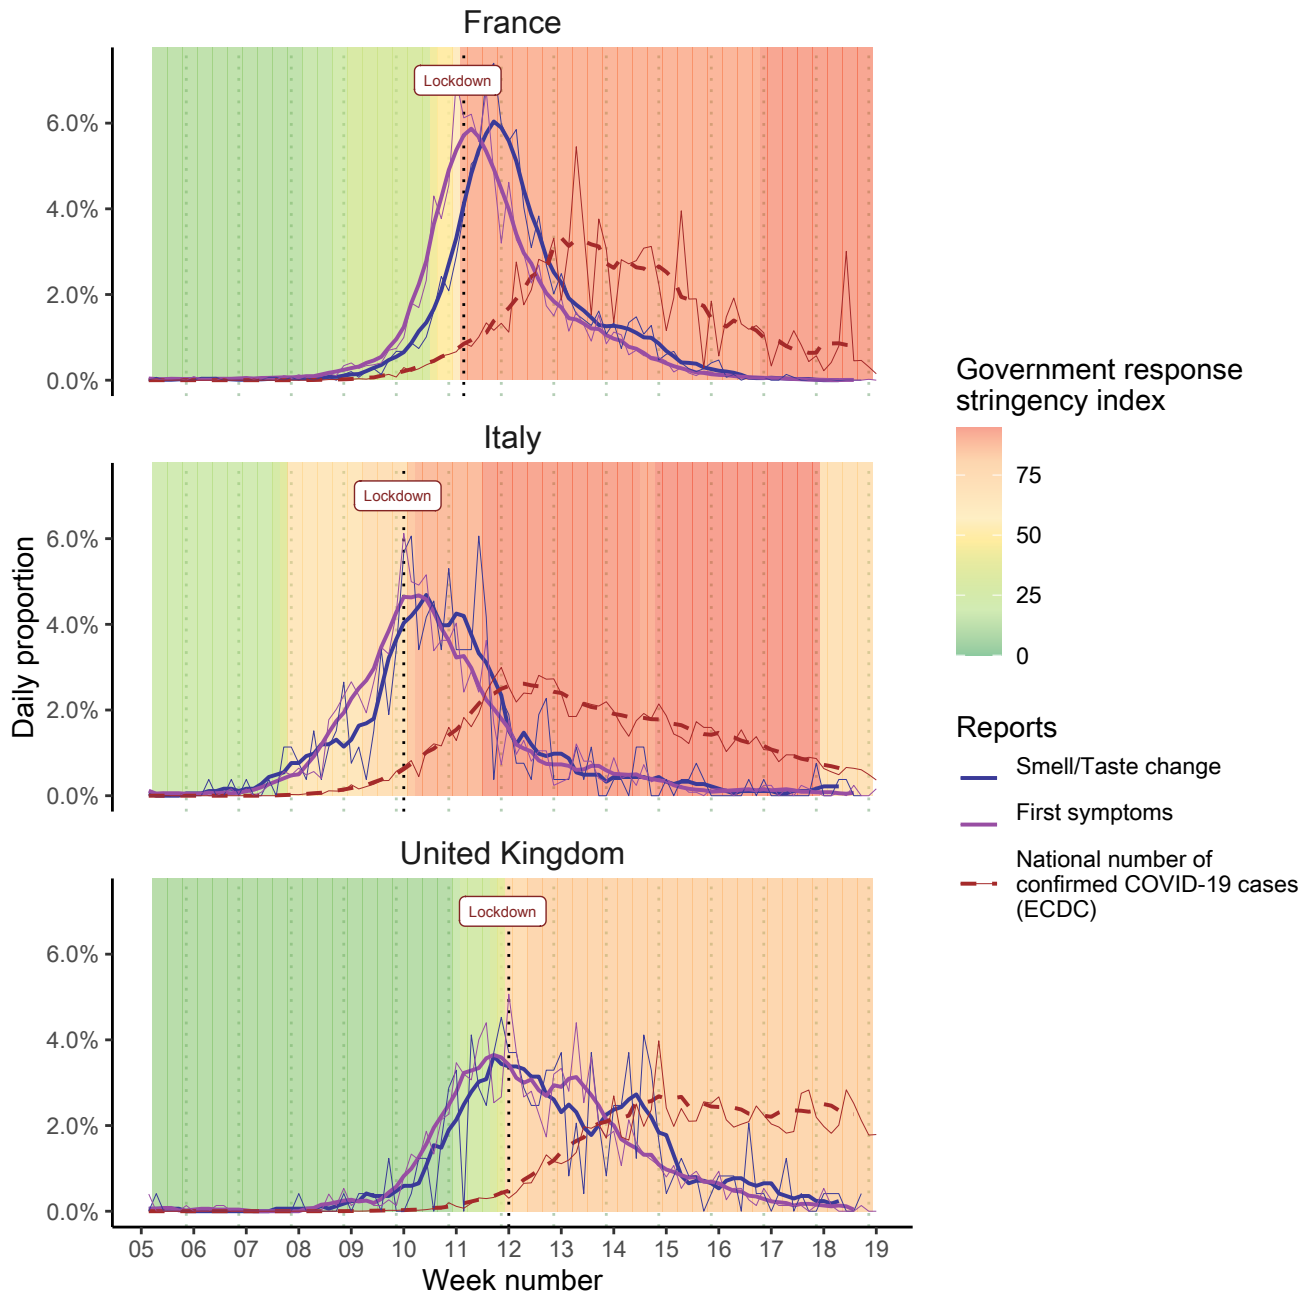 France
Lockdown
6.0%
4.0%
2.0%
0.0%
Italy
Lockdown
6.0%
4.0%
2.0%
0.0%
United Kingdom
Lockdown
6.0%
4.0%
2.0%
0.0%
05 06 07 08 09 10 11 12 13 14 15 16 17 18 19
Week number
Daily proportion
Government response
stringency index
75
50
25
0
Reports
Smell/Taste change
First symptoms
National number of
confirmed COVID-19 cases
(ECDC)